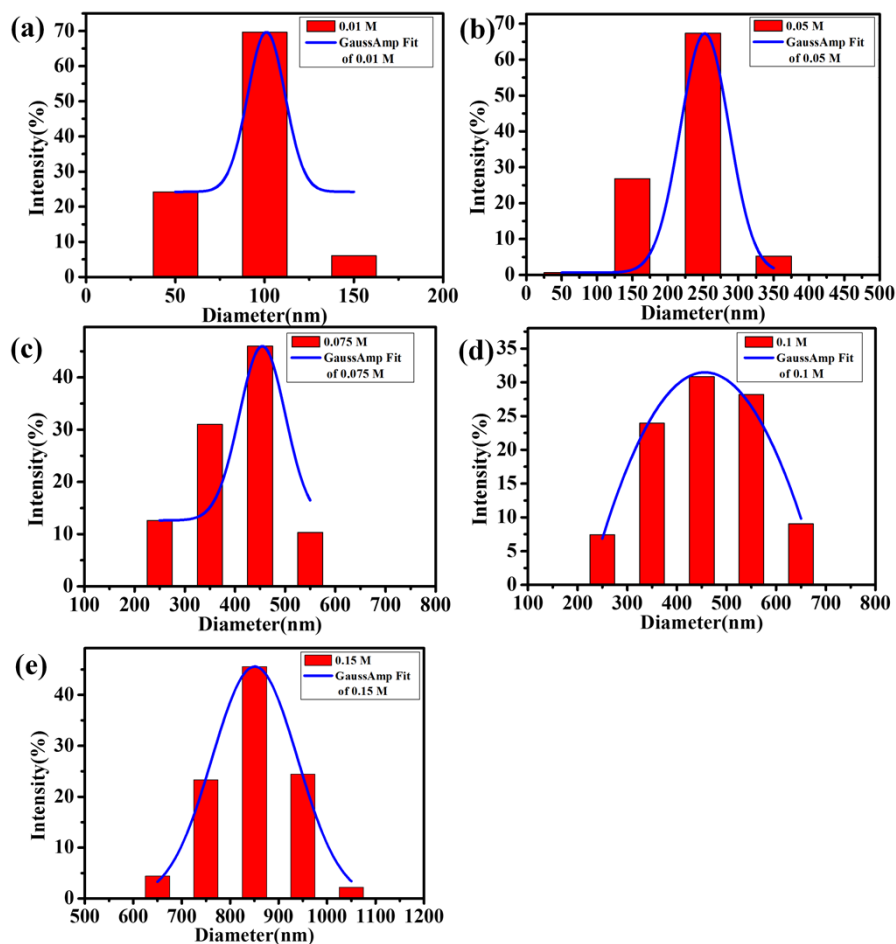 (a)
0.01 M
GaussAmp Fit
of 0.01 M
70
60
50
40
30
20
10
0
Intensity(%)
0 50 100 150 200
Diameter(nm)
(b)
0.05 M
GaussAmp Fit
of 0.05 M
70
60
50
40
30
20
10
0
Intensity(%)
0 50 100 150 200 250 300 350 400 450 500
Diameter(nm)
(c)
0.075 M
GaussAmp Fit
of 0.075 M
40
30
20
10
0
Intensity(%)
100 200 300 400 500 600 700 800
Diameter(nm)
(d)
0.1 M
GaussAmp Fit
of 0.1 M
35
30
25
20
15
10
5
0
Intensity(%)
100 200 300 400 500 600 700 800
Diameter(nm)
(e)
0.15 M
GaussAmp Fit
of 0.15 M
40
30
20
10
0
Intensity(%)
500 600 700 800 900 1000 1100 1200
Diameter(nm)